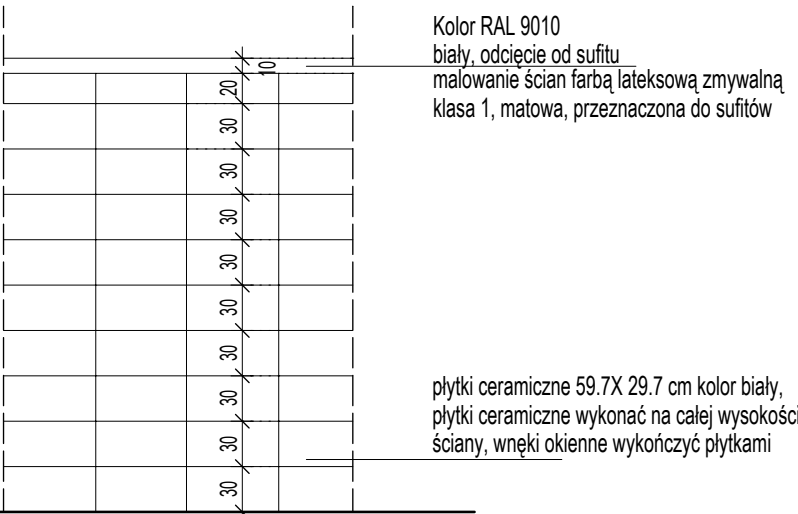 Kolor RAL 9010
biały, odcięcie od sufitu
malowanie ścian farbą lateksową zmywalną
klasa 1, matowa, przeznaczona do sufitów
10
20
30
30
30
30
30
30
30
30
30
płytki ceramiczne 59.7X 29.7 cm kolor biały,
płytki ceramiczne wykonać na całej wysokości
ściany, wnęki okienne wykończyć płytkami